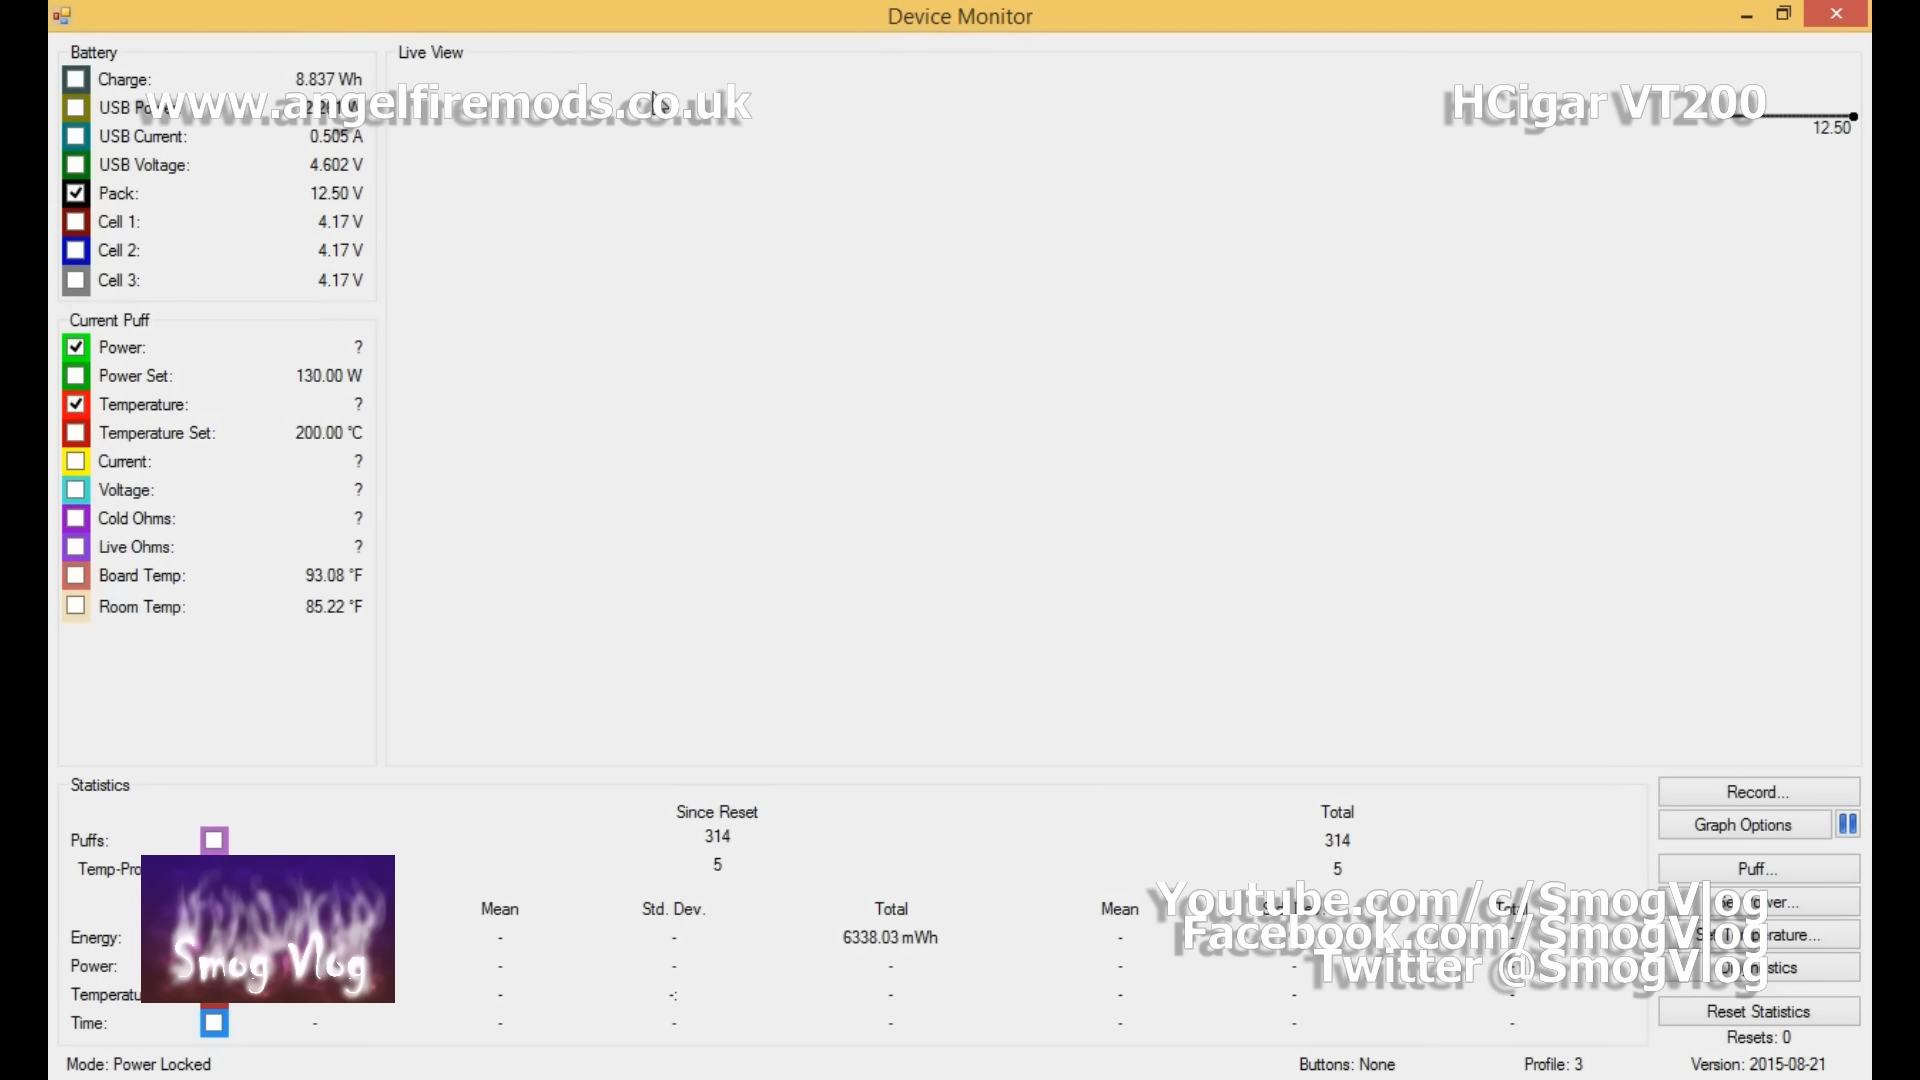 Device Monitor
Battery
Charge: 8.837 Wh
USB
www.angelfiremods.co.uk
USB Current: 0.505 A
USB Voltage: 4.602 V
Pack: 12.50 V
Cell 1: 4.17 V
Cell 2: 4.17 V
Cell 3: 4.17 V
Live View
HCigar VT200
12.50
Current Puff
Power: ?
Power Set: 130.00 W
Temperature: ?
Temperature Set: 200.00 °C
Current: ?
Voltage: ?
Cold Ohms: ?
Live Ohms: ?
Board Temp: 93.08 °F
Room Temp: 85.22 °F
Statistics
Since Reset Total
Puffs: 314 314
Temp-Pro 5 5
Mean Std. Dev. Total Mean
Energy: - - 6338.03 mWh - -
Power: - - - - - -
Temperatu - -: - - - -
Time: - - - - - - -
Smog Vlog
Record...
Graph Options
Puff...
Youtube.com/c/SmogVlog
Facebook.com/SmogVlog
Twitter @SmogVlog
Reset Statistics
Resets: 0
Mode: Power Locked Buttons: None Profile: 3 Version: 2015-08-21